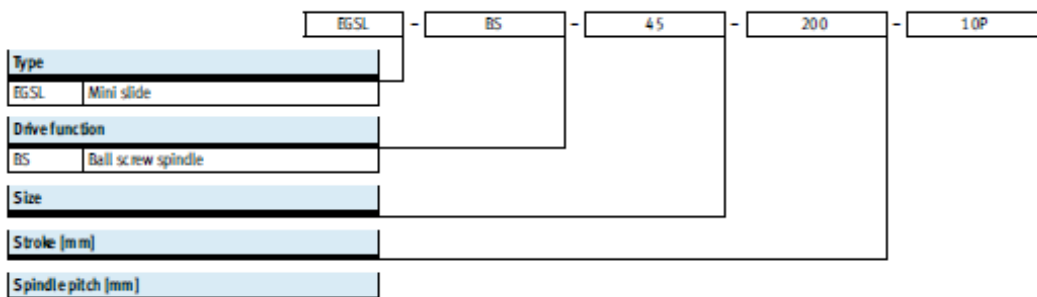 EGSL - BS - 45 - 200 - 10P
Type
EGSL Mini slide
Drive function
BS Ball screw spindle
Size
Stroke [mm]
Spindle pitch [mm]